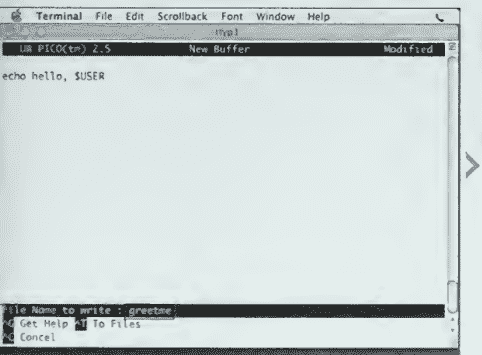 Terminal File Edit Scrollback Font Window Help
(ttyp1)
UW PICO(tm) 2.5 New Buffer Modified
echo hello, $USER
File Name to write : greetme
^G Get Help ^T To Files
^C Cancel